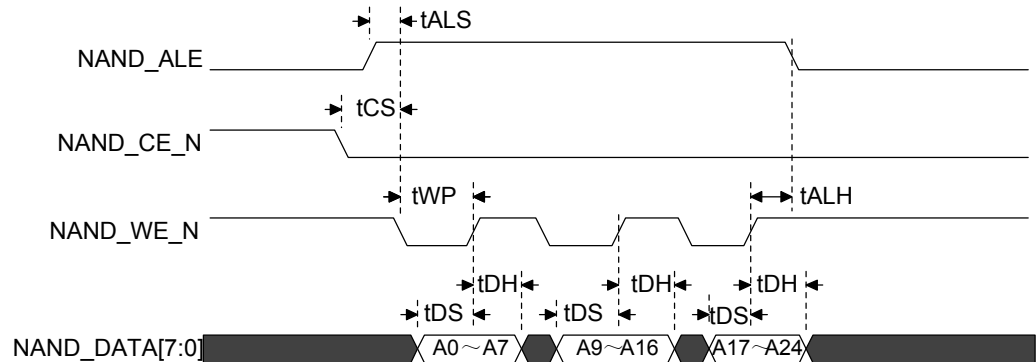 tALS
NAND_ALE
tCS
NAND_CE_N
tWP
tALH
NAND_WE_N
tDH tDH tDH
tDS tDS tDS
NAND_DATA[7:0] A0～A7 A9～A16 A17～A24